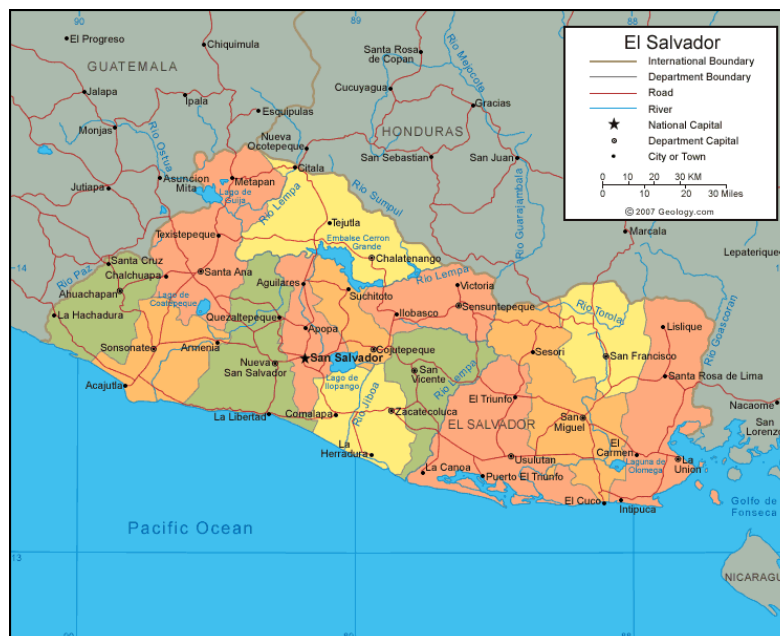 90
89
88
El Progreso
Chiquimula
GUATEMALA
Jalapa
Ipala
Monjas
Esquipulas
Rio Ostua
Nueva
Ocotepeque
Jutiapa
Asuncion
Mita
Metapan
Citala
Lago de
Guija
Santa Rosa
de Copan
Rio Mejocote
Cucuyagua
Gracias
HONDURAS
San Sebastian
San Juan
Rio Sumpul
Rio Guarajambala
El Salvador
International Boundary
Department Boundary
Road
River
National Capital
Department Capital
City or Town
0 10 20 30 KM
0 10 20 30 Miles
© 2007 Geology.com
Marcala
Lepaterique
14
14
Rio Lempa
Tejutla
Texistepeque
Embalse Cerron
Grande
Chalatenango
Rio Paz
Santa Cruz
Chalchuapa
Santa Ana
Ahuachapan
Lago de
Coatepeque
La Hachadura
Aguilares
Suchitoto
Rio Lempa
Victoria
Sensuntepeque
Ilobasco
Rio Torola
Lislique
Rio Goascoran
Quezaltepeque
Apopa
Sonsonate
Armenia
Nueva
San Salvador
San Salvador
Cojutepeque
Lago de
Ilopango
San
Vicente
Rio Lempa
Sesori
San Francisco
Santa Rosa de Lima
Nacaome
San
Lorenzo
Acajutla
La Libertad
Comalapa
Rio Jiboa
Zacatecoluca
El Triunfo
EL SALVADOR
San
Miguel
La
Herradura
La Canoa
Usulutan
Puerto El Triunfo
El
Carmen
Laguna de
Olomega
La
Union
El Cuco
Intipuca
Golfo de
Fonseca
Pacific Ocean
13
NICARAGU
90
89
88